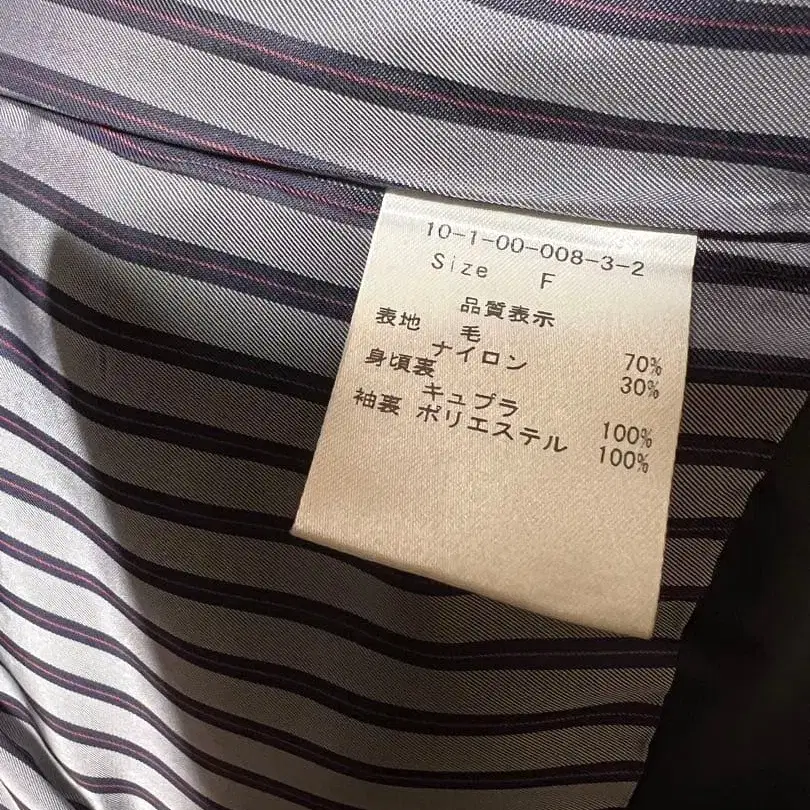 10-1-00-008-3-2
Size F
品質表示
表地 毛 70%
ナイロン 30%
身頃裏 キュプラ 100%
袖裏 ポリエステル 100%